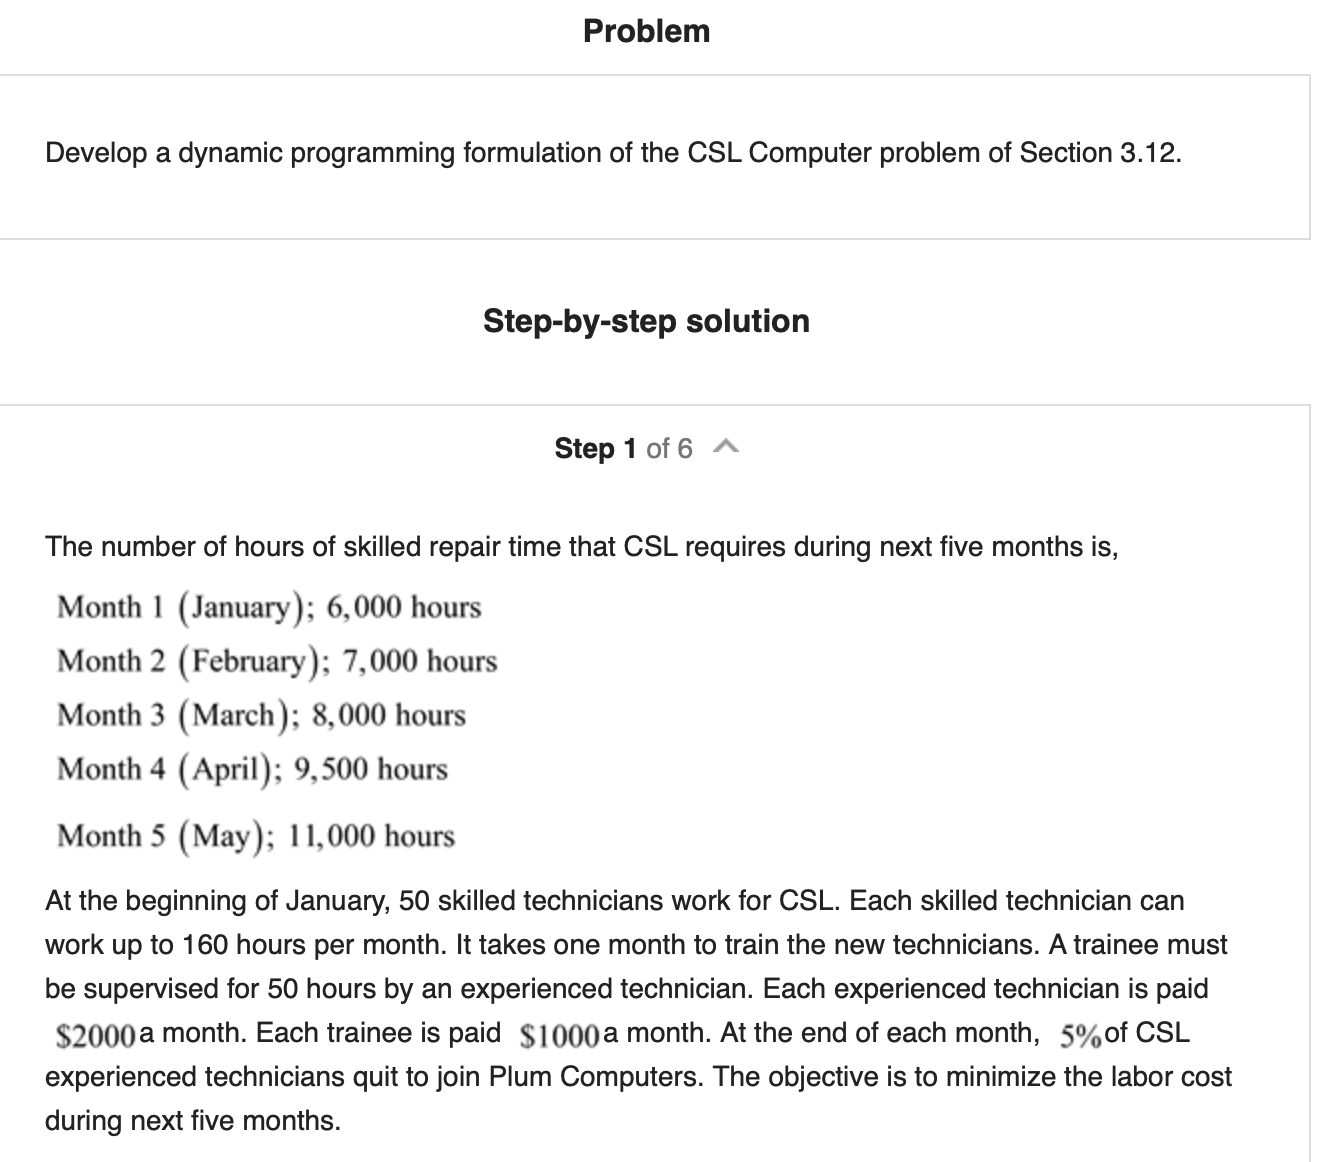 Problem
Develop a dynamic programming formulation of the CSL Computer problem of Section 3.12.
Step-by-step solution
Step 1 of 6
The number of hours of skilled repair time that CSL requires during next five months is,
Month 1 (January); 6,000 hours
Month 2 (February); 7,000 hours
Month 3 (March); 8,000 hours
Month 4 (April); 9,500 hours
Month 5 (May); 11,000 hours
At the beginning of January, 50 skilled technicians work for CSL. Each skilled technician can
work up to 160 hours per month. It takes one month to train the new technicians. A trainee must
be supervised for 50 hours by an experienced technician. Each experienced technician is paid
$2000 a month. Each trainee is paid $1000 a month. At the end of each month, 5% of CSL
experienced technicians quit to join Plum Computers. The objective is to minimize the labor cost
during next five months.